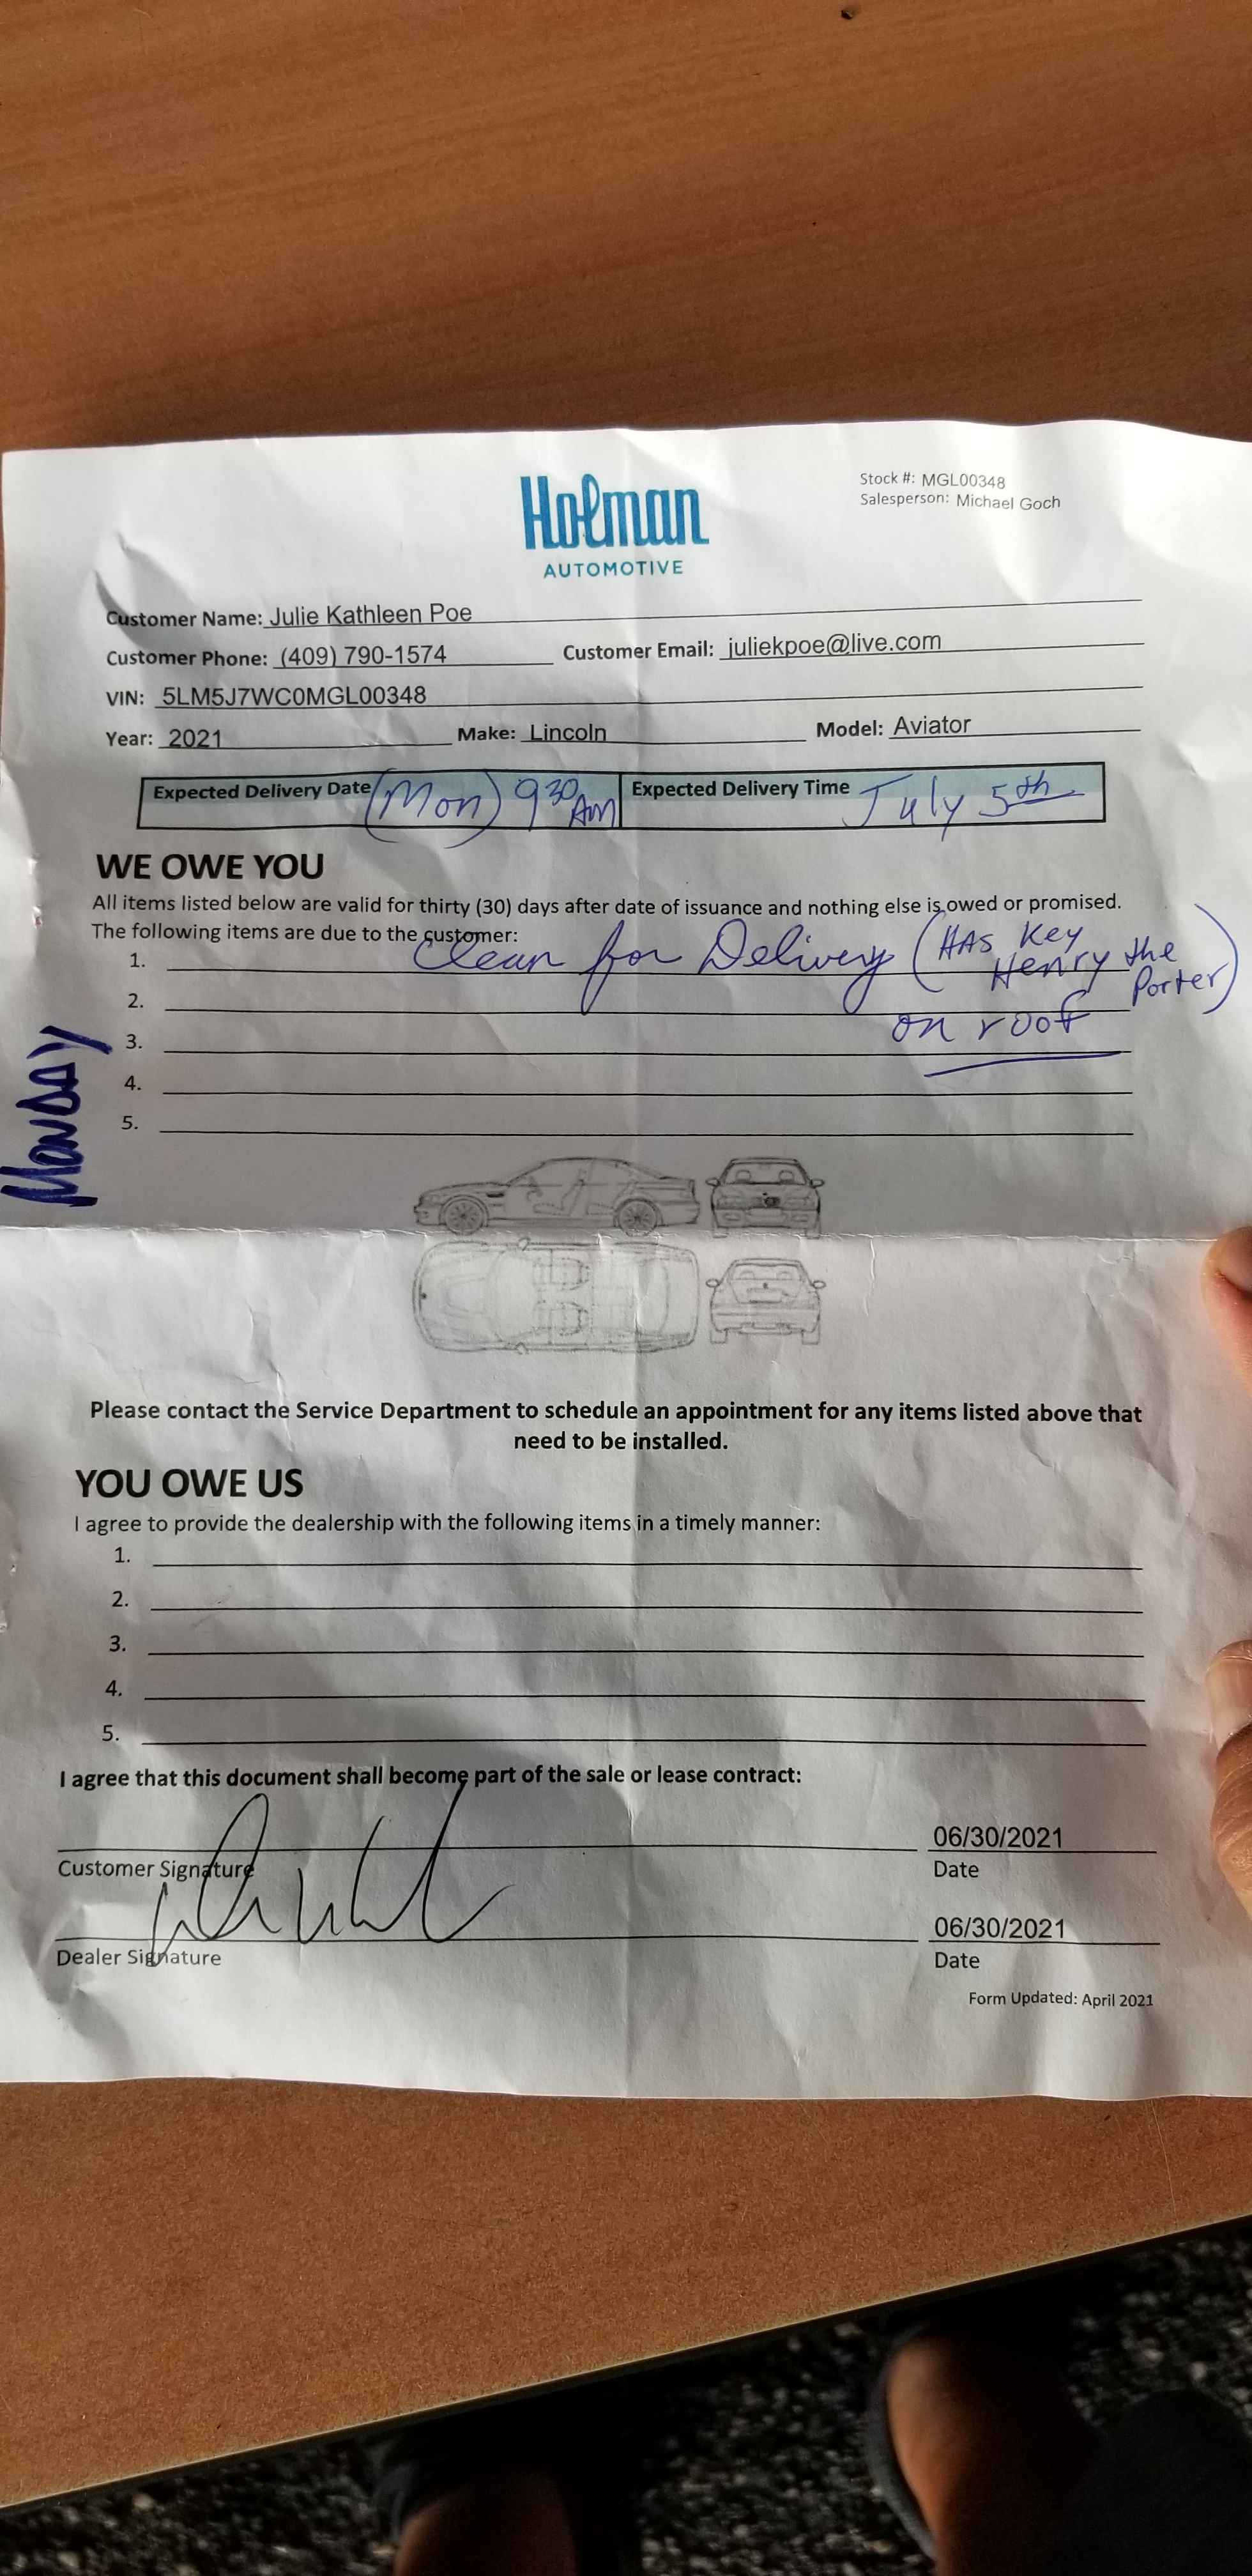 Holman
AUTOMOTIVE
Stock #: MGL00348
Salesperson: Michael Goch
Customer Name: Julie Kathleen Poe
Customer Phone: (409) 790-1574 Customer Email: juliekpoe@live.com
VIN: 5LM5J7WC0MGL00348
Year: 2021 Make: Lincoln Model: Aviator
Expected Delivery Date (Mon) 930 AM Expected Delivery Time July 5th
WE OWE YOU
All items listed below are valid for thirty (30) days after date of issuance and nothing else is owed or promised.
The following items are due to the customer:
1. Clean for Delivery (HAS Key Henry the Porter)
2.
on roof
3.
4.
5.
Monday
Please contact the Service Department to schedule an appointment for any items listed above that
need to be installed.
YOU OWE US
I agree to provide the dealership with the following items in a timely manner:
1.
2.
3.
4.
5.
I agree that this document shall become part of the sale or lease contract:
06/30/2021
Customer Signature Date
06/30/2021
Dealer Signature Date
Form Updated: April 2021